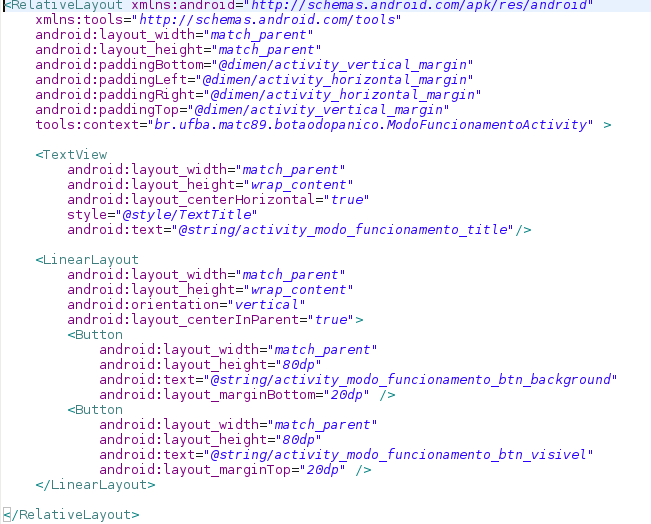 <RelativeLayout xmlns:android="http://schemas.android.com/apk/res/android"
    xmlns:tools="http://schemas.android.com/tools"
    android:layout_width="match_parent"
    android:layout_height="match_parent"
    android:paddingBottom="@dimen/activity_vertical_margin"
    android:paddingLeft="@dimen/activity_horizontal_margin"
    android:paddingRight="@dimen/activity_horizontal_margin"
    android:paddingTop="@dimen/activity_vertical_margin"
    tools:context="br.ufba.matc89.botaodopanico.ModoFuncionamentoActivity" >

    <TextView
        android:layout_width="match_parent"
        android:layout_height="wrap_content"
        android:layout_centerHorizontal="true"
        style="@style/TextTitle"
        android:text="@string/activity_modo_funcionamento_title"/>

    <LinearLayout
        android:layout_width="match_parent"
        android:layout_height="wrap_content"
        android:orientation="vertical"
        android:layout_centerInParent="true">
        <Button
            android:layout_width="match_parent"
            android:layout_height="80dp"
            android:text="@string/activity_modo_funcionamento_btn_background"
            android:layout_marginBottom="20dp" />
        <Button
            android:layout_width="match_parent"
            android:layout_height="80dp"
            android:text="@string/activity_modo_funcionamento_btn_visivel"
            android:layout_marginTop="20dp" />
    </LinearLayout>

</RelativeLayout>